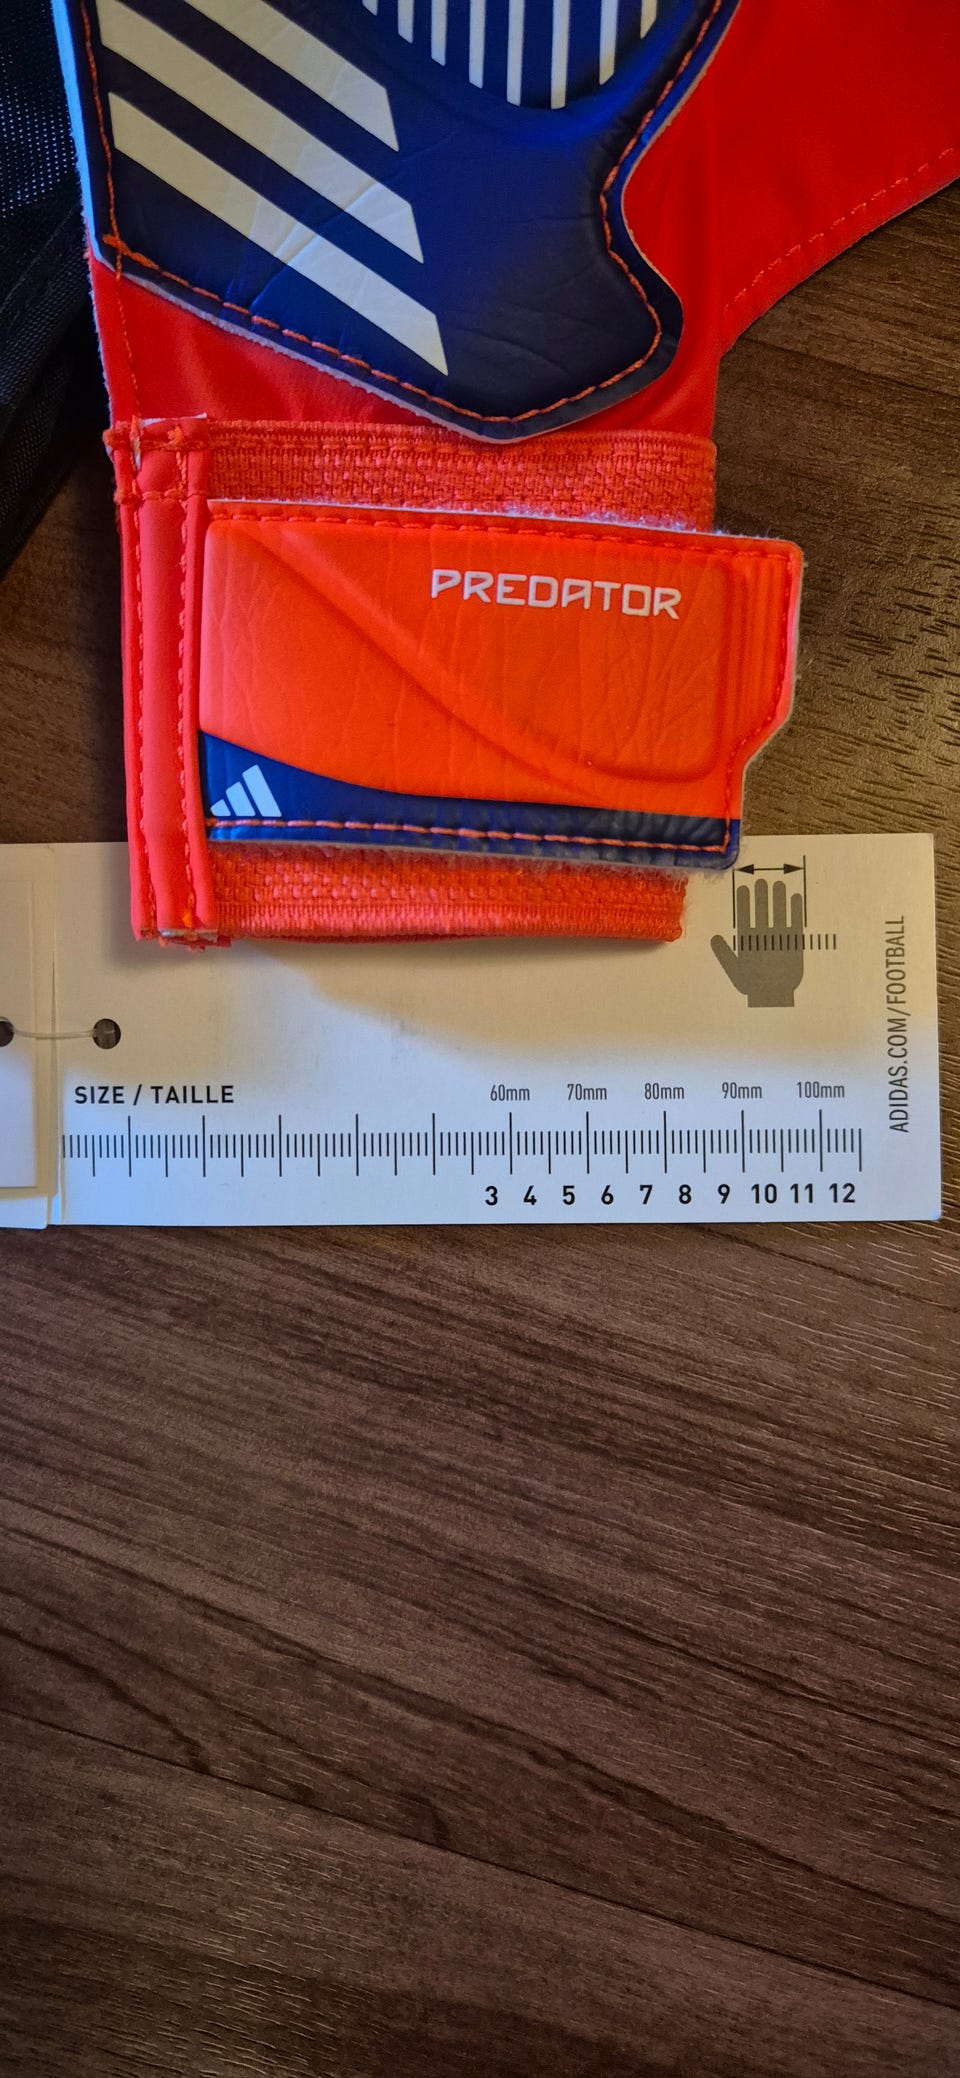 PREDATOR
ADIDAS.COM/FOOTBALL
SIZE / TAILLE
60mm 70mm 80mm 90mm 100mm
3 4 5 6 7 8 9 10 11 12